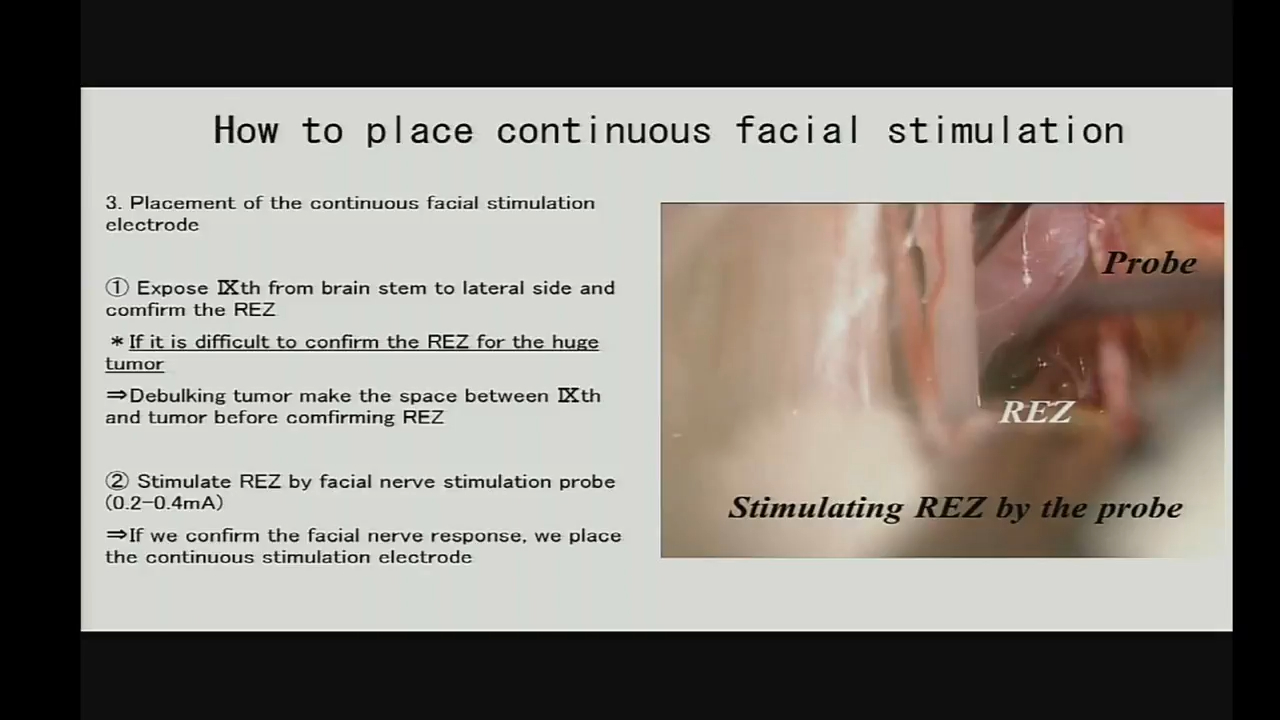 How to place continuous facial stimulation
3. Placement of the continuous facial stimulation
electrode
① Expose Ⅸth from brain stem to lateral side and
comfirm the REZ
*If it is difficult to confirm the REZ for the huge
tumor
⇒Debulking tumor make the space between Ⅸth
and tumor before comfirming REZ
② Stimulate REZ by facial nerve stimulation probe
(0.2-0.4mA)
⇒If we confirm the facial nerve response, we place
the continuous stimulation electrode
Probe
REZ
Stimulating REZ by the probe